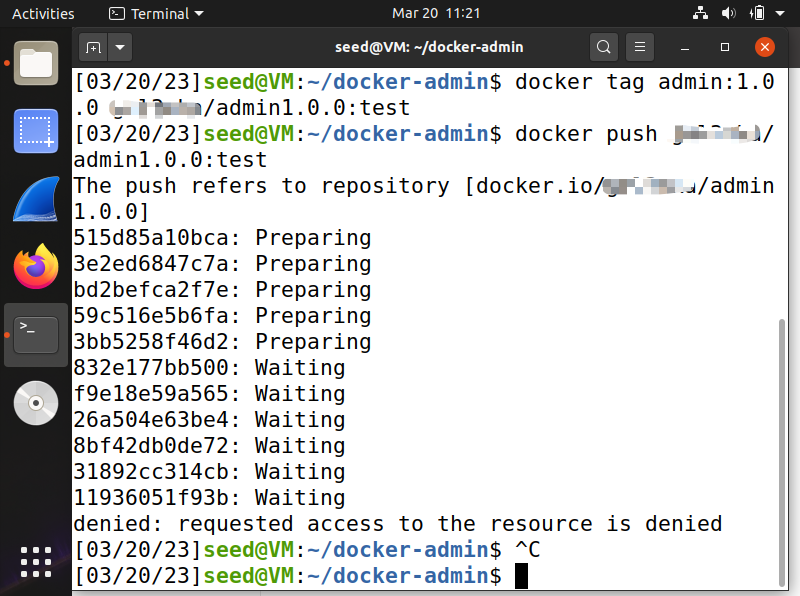 Activities
Terminal
Mar 20 11:21
seed@VM: ~/docker-admin
[03/20/23]seed@VM:~/docker-admin$ docker tag admin:1.0
.0 /admin1.0.0:test
[03/20/23]seed@VM:~/docker-admin$ docker push /
admin1.0.0:test
The push refers to repository [docker.io/ /admin
1.0.0]
515d85a10bca: Preparing
3e2ed6847c7a: Preparing
bd2befca2f7e: Preparing
59c516e5b6fa: Preparing
3bb5258f46d2: Preparing
832e177bb500: Waiting
f9e18e59a565: Waiting
26a504e63be4: Waiting
8bf42db0de72: Waiting
31892cc314cb: Waiting
11936051f93b: Waiting
denied: requested access to the resource is denied
[03/20/23]seed@VM:~/docker-admin$ ^C
[03/20/23]seed@VM:~/docker-admin$